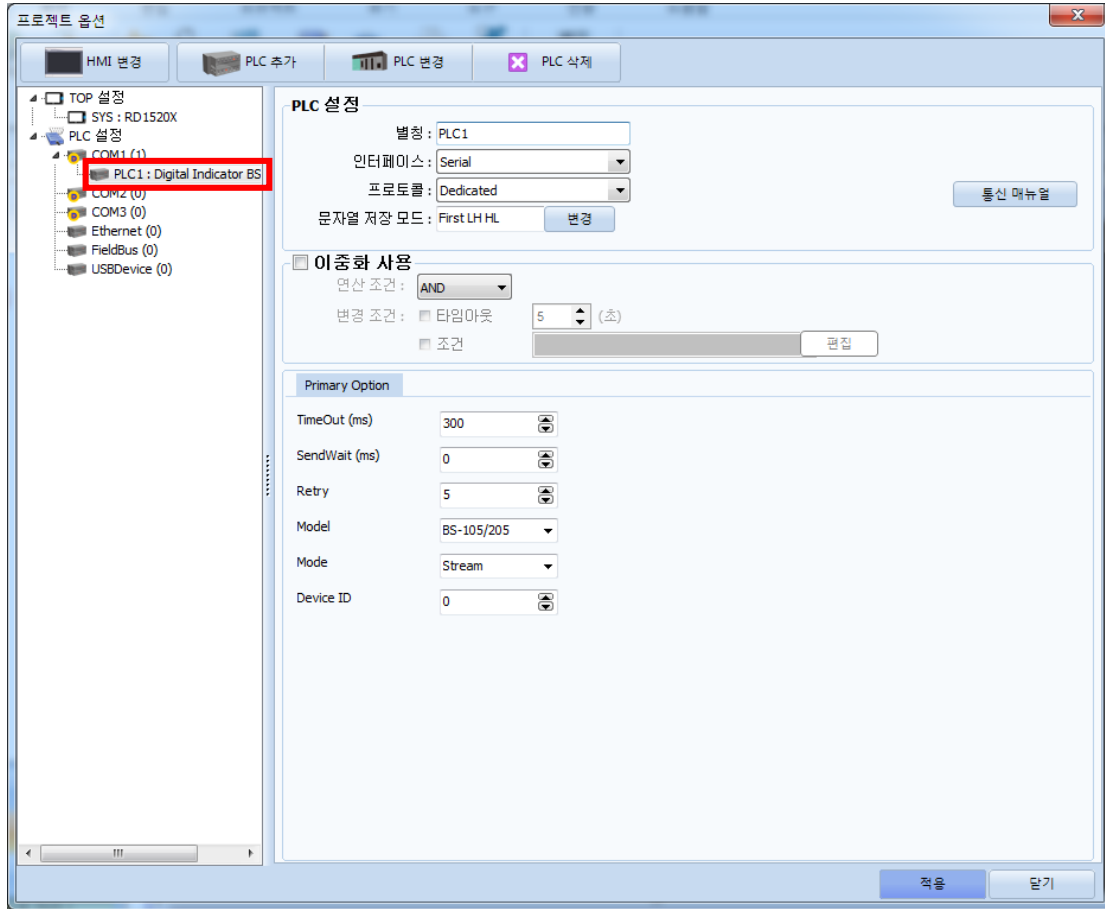 프로젝트 옵션
HMI 변경
PLC 추가
PLC 변경
PLC 삭제
TOP 설정
SYS : RD1520X
PLC 설정
COM1 (1)
PLC1 : Digital Indicator BS
COM2 (0)
COM3 (0)
Ethernet (0)
FieldBus (0)
USBDevice (0)
PLC 설정
별칭 : PLC1
인터페이스 : Serial
프로토콜 : Dedicated
통신 매뉴얼
문자열 저장 모드 : First LH HL 변경
이중화 사용
연산 조건 : AND
변경 조건 : 타임아웃 5 (초)
조건 편집
Primary Option
TimeOut (ms) 300
SendWait (ms) 0
Retry 5
Model BS-105/205
Mode Stream
Device ID 0
적용 닫기